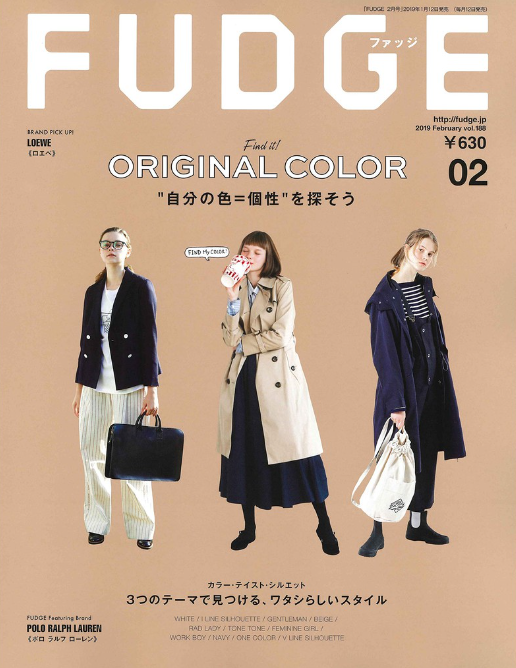 「FUDGE 2月号」2019年1月12日発売 (毎月12日発売)
FUDGE
ファッジ
http://fudge.jp
2019 February vol.188
¥630
02
BRAND PICK UP!
LOEWE
《ロエベ》
Find it!
ORIGINAL COLOR
"自分の色=個性"を探そう
FIND My COLOR!
カラー・テイスト・シルエット
3つのテーマで見つける、ワタシらしいスタイル
WHITE / I LINE SILHOUETTE / GENTLEMAN / BEIGE /
RAD LADY / TONE TONE / FEMININE GIRL /
WORK BOY / NAVY / ONE COLOR / V LINE SILHOUETTE
FUDGE Featuring Brand
POLO RALPH LAUREN
《ポロ ラルフ ローレン》